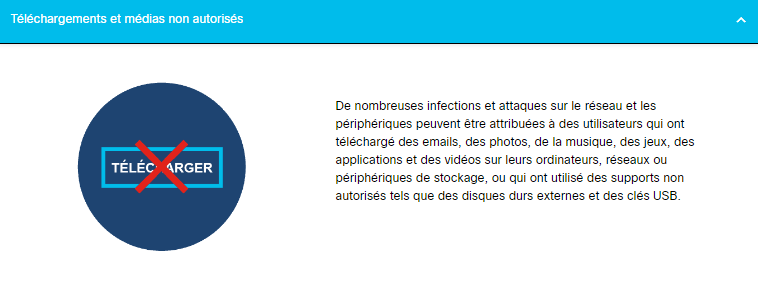 Téléchargements et médias non autorisés
De nombreuses infections et attaques sur le réseau et les
périphériques peuvent être attribuées à des utilisateurs qui ont
téléchargé des emails, des photos, de la musique, des jeux, des
applications et des vidéos sur leurs ordinateurs, réseaux ou
périphériques de stockage, ou qui ont utilisé des supports non
autorisés tels que des disques durs externes et des clés USB.
TÉLÉCHARGER